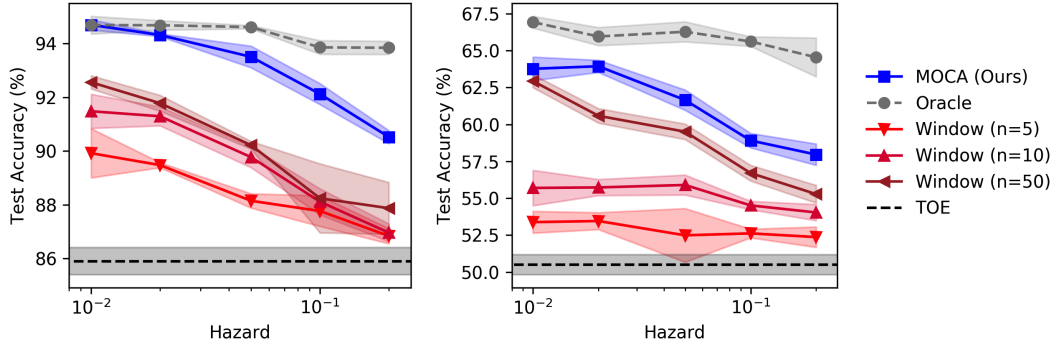 Test Accuracy (%)
94
92
90
88
86
10⁻²
10⁻¹
Hazard
Test Accuracy (%)
67.5
65.0
62.5
60.0
57.5
55.0
52.5
50.0
10⁻²
10⁻¹
Hazard
MOCA (Ours)
Oracle
Window (n=5)
Window (n=10)
Window (n=50)
TOE